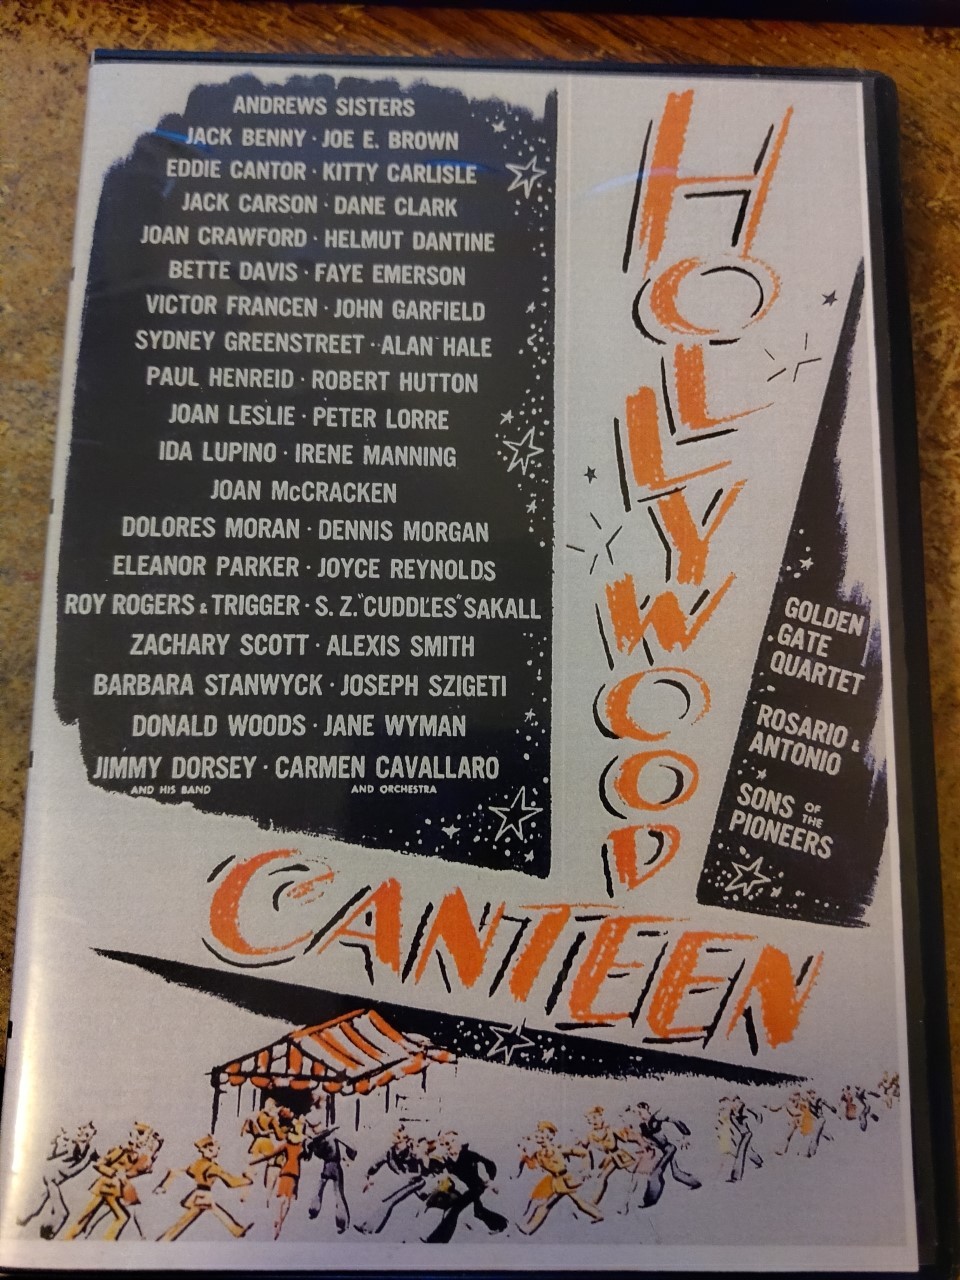 ANDREWS SISTERS
JACK BENNY · JOE E. BROWN
EDDIE CANTOR · KITTY CARLISLE
JACK CARSON · DANE CLARK
JOAN CRAWFORD · HELMUT DANTINE
BETTE DAVIS · FAYE EMERSON
VICTOR FRANCEN · JOHN GARFIELD
SYDNEY GREENSTREET · ALAN HALE
PAUL HENREID · ROBERT HUTTON
JOAN LESLIE · PETER LORRE
IDA LUPINO · IRENE MANNING
JOAN McCRACKEN
DOLORES MORAN · DENNIS MORGAN
ELEANOR PARKER · JOYCE REYNOLDS
ROY ROGERS & TRIGGER · S. Z. "CUDDLES" SAKALL
ZACHARY SCOTT · ALEXIS SMITH
BARBARA STANWYCK · JOSEPH SZIGETI
DONALD WOODS · JANE WYMAN
JIMMY DORSEY · CARMEN CAVALLARO
AND HIS BAND AND ORCHESTRA
HOLLYWOOD
CANTEEN
GOLDEN
GATE
QUARTET
ROSARIO &
ANTONIO
SONS OF THE
PIONEERS